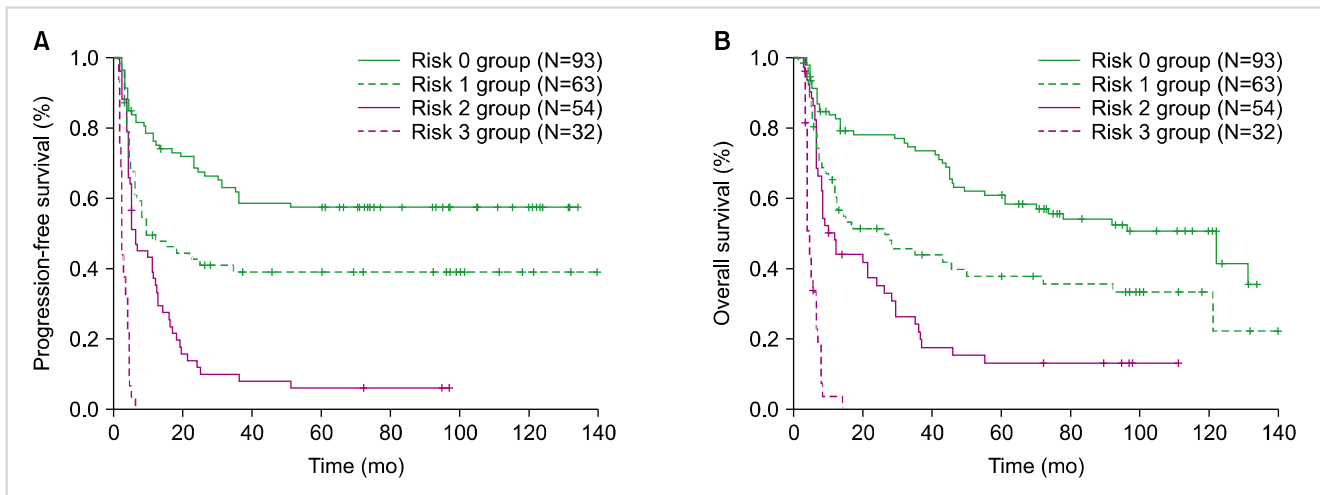 A
Progression-free survival (%)
1.0
0.8
0.6
0.4
0.2
0.0
Risk 0 group (N=93)
Risk 1 group (N=63)
Risk 2 group (N=54)
Risk 3 group (N=32)
0 20 40 60 80 100 120 140
Time (mo)
B
Overall survival (%)
1.0
0.8
0.6
0.4
0.2
0.0
Risk 0 group (N=93)
Risk 1 group (N=63)
Risk 2 group (N=54)
Risk 3 group (N=32)
0 20 40 60 80 100 120 140
Time (mo)